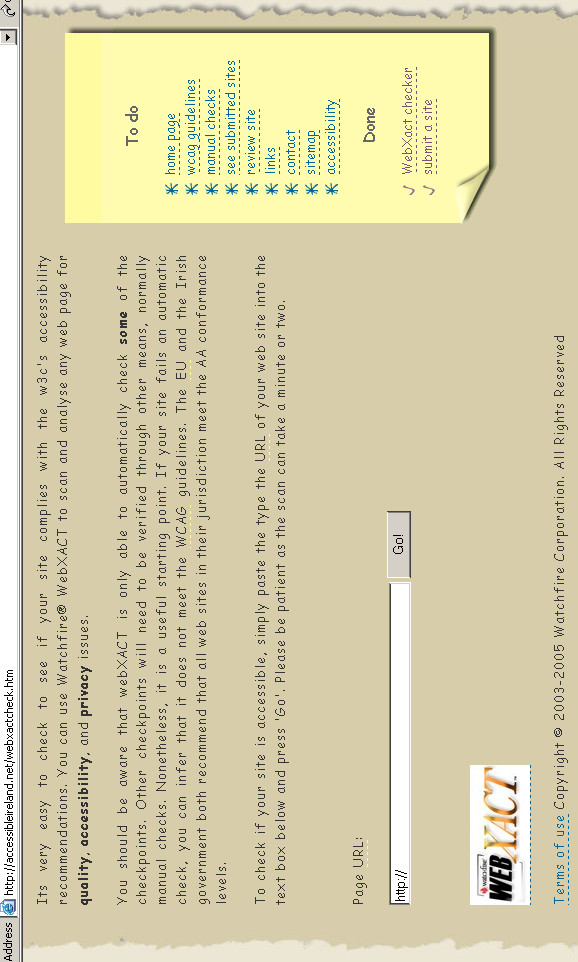 Address http://accessibleireland.net/webxactcheck.htm
Its very easy to check to see if your site complies with the w3c's accessibility
recommendations. You can use Watchfire® WebXACT to scan and analyse any web page for
quality, accessibility, and privacy issues.
You should be aware that webXACT is only able to automatically check some of the
checkpoints. Other checkpoints will need to be verified through other means, normally
manual checks. Nonetheless, it is a useful starting point. If your site fails an automatic
check, you can infer that it does not meet the WCAG guidelines. The EU and the Irish
government both recommend that all web sites in their jurisdiction meet the AA conformance
levels.
To check if your site is accessible, simply paste the type the URL of your web site into the
text box below and press 'Go'. Please be patient as the scan can take a minute or two.
Page URL:
http://
Go!
watchfire
WEBXACT™
Terms of use Copyright © 2003-2005 Watchfire Corporation. All Rights Reserved
To do
home page
wcag guidelines
manual checks
see submitted sites
review site
links
contact
sitemap
accessibility
Done
WebXact checker
submit a site